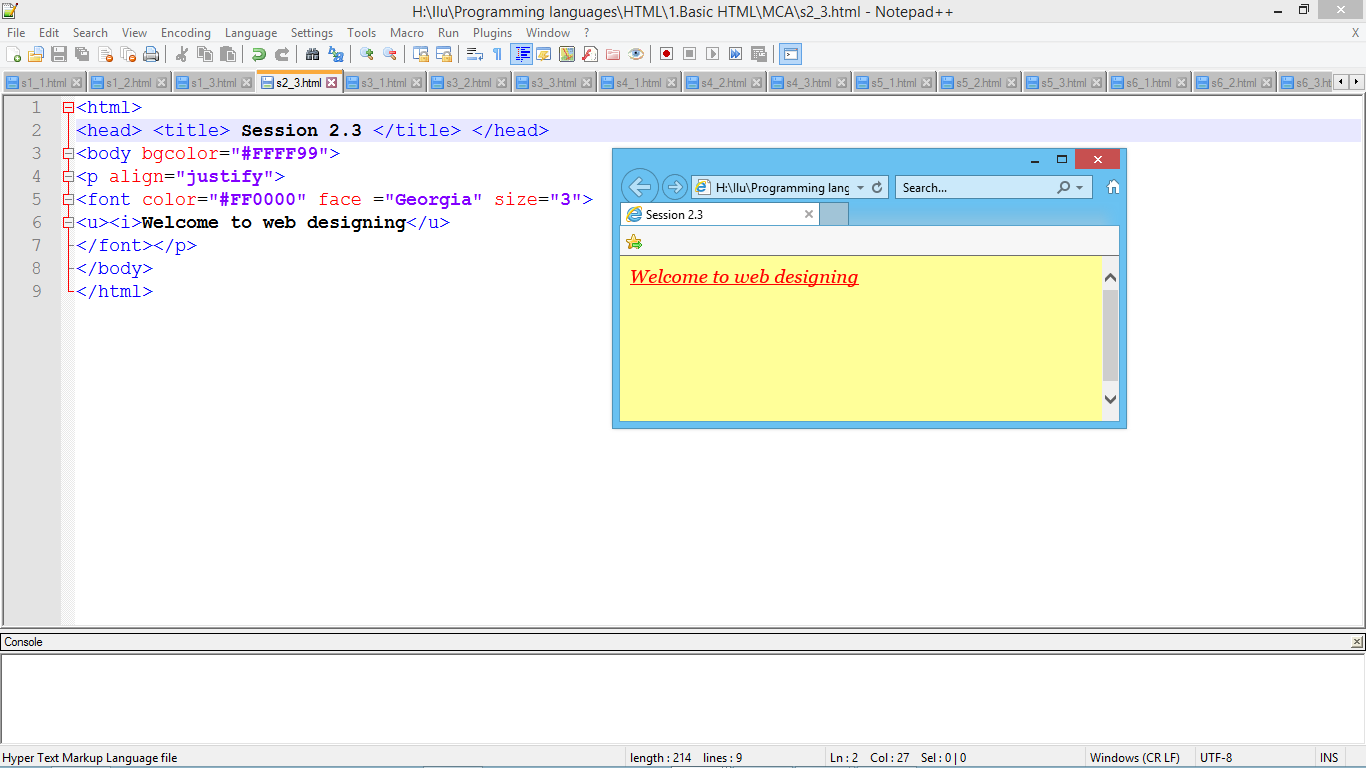 H:\Ilu\Programming languages\HTML\1.Basic HTML\MCA\s2_3.html - Notepad++
File Edit Search View Encoding Language Settings Tools Macro Run Plugins Window ? X
s1_1.html s1_2.html s1_3.html s2_3.html s3_1.html s3_2.html s3_3.html s4_1.html s4_2.html s4_3.html s5_1.html s5_2.html s5_3.html s6_1.html s6_2.html s6_3.ht
1 <html>
2 <head> <title> Session 2.3 </title> </head>
3 <body bgcolor="#FFFF99">
4 <p align="justify">
5 <font color="#FF0000" face ="Georgia" size="3">
6 <u><i>Welcome to web designing</u>
7 </font></p>
8 </body>
9 </html>
H:\Ilu\Programming lang Search...
Session 2.3
Welcome to web designing
Console
Hyper Text Markup Language file length : 214 lines : 9 Ln : 2 Col : 27 Sel : 0 | 0 Windows (CR LF) UTF-8 INS